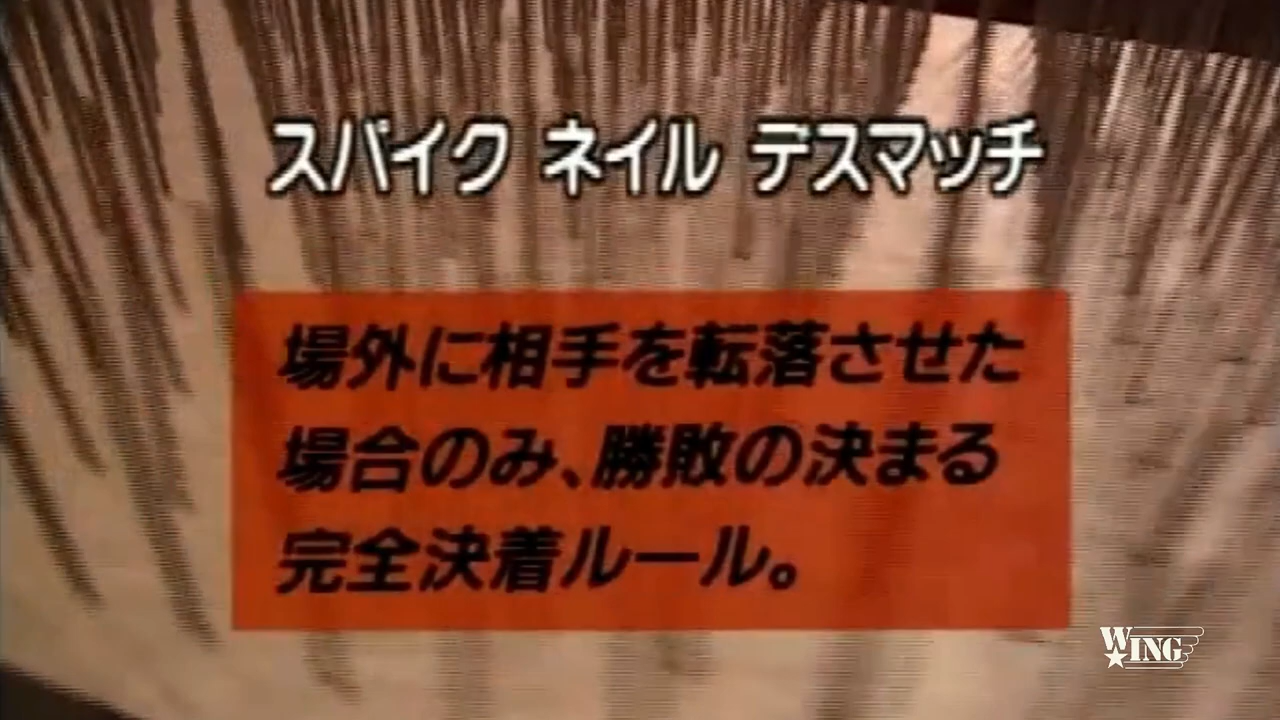 スパイク ネイル デスマッチ
場外に相手を転落させた
場合のみ、勝敗の決まる
完全決着ルール。
WING